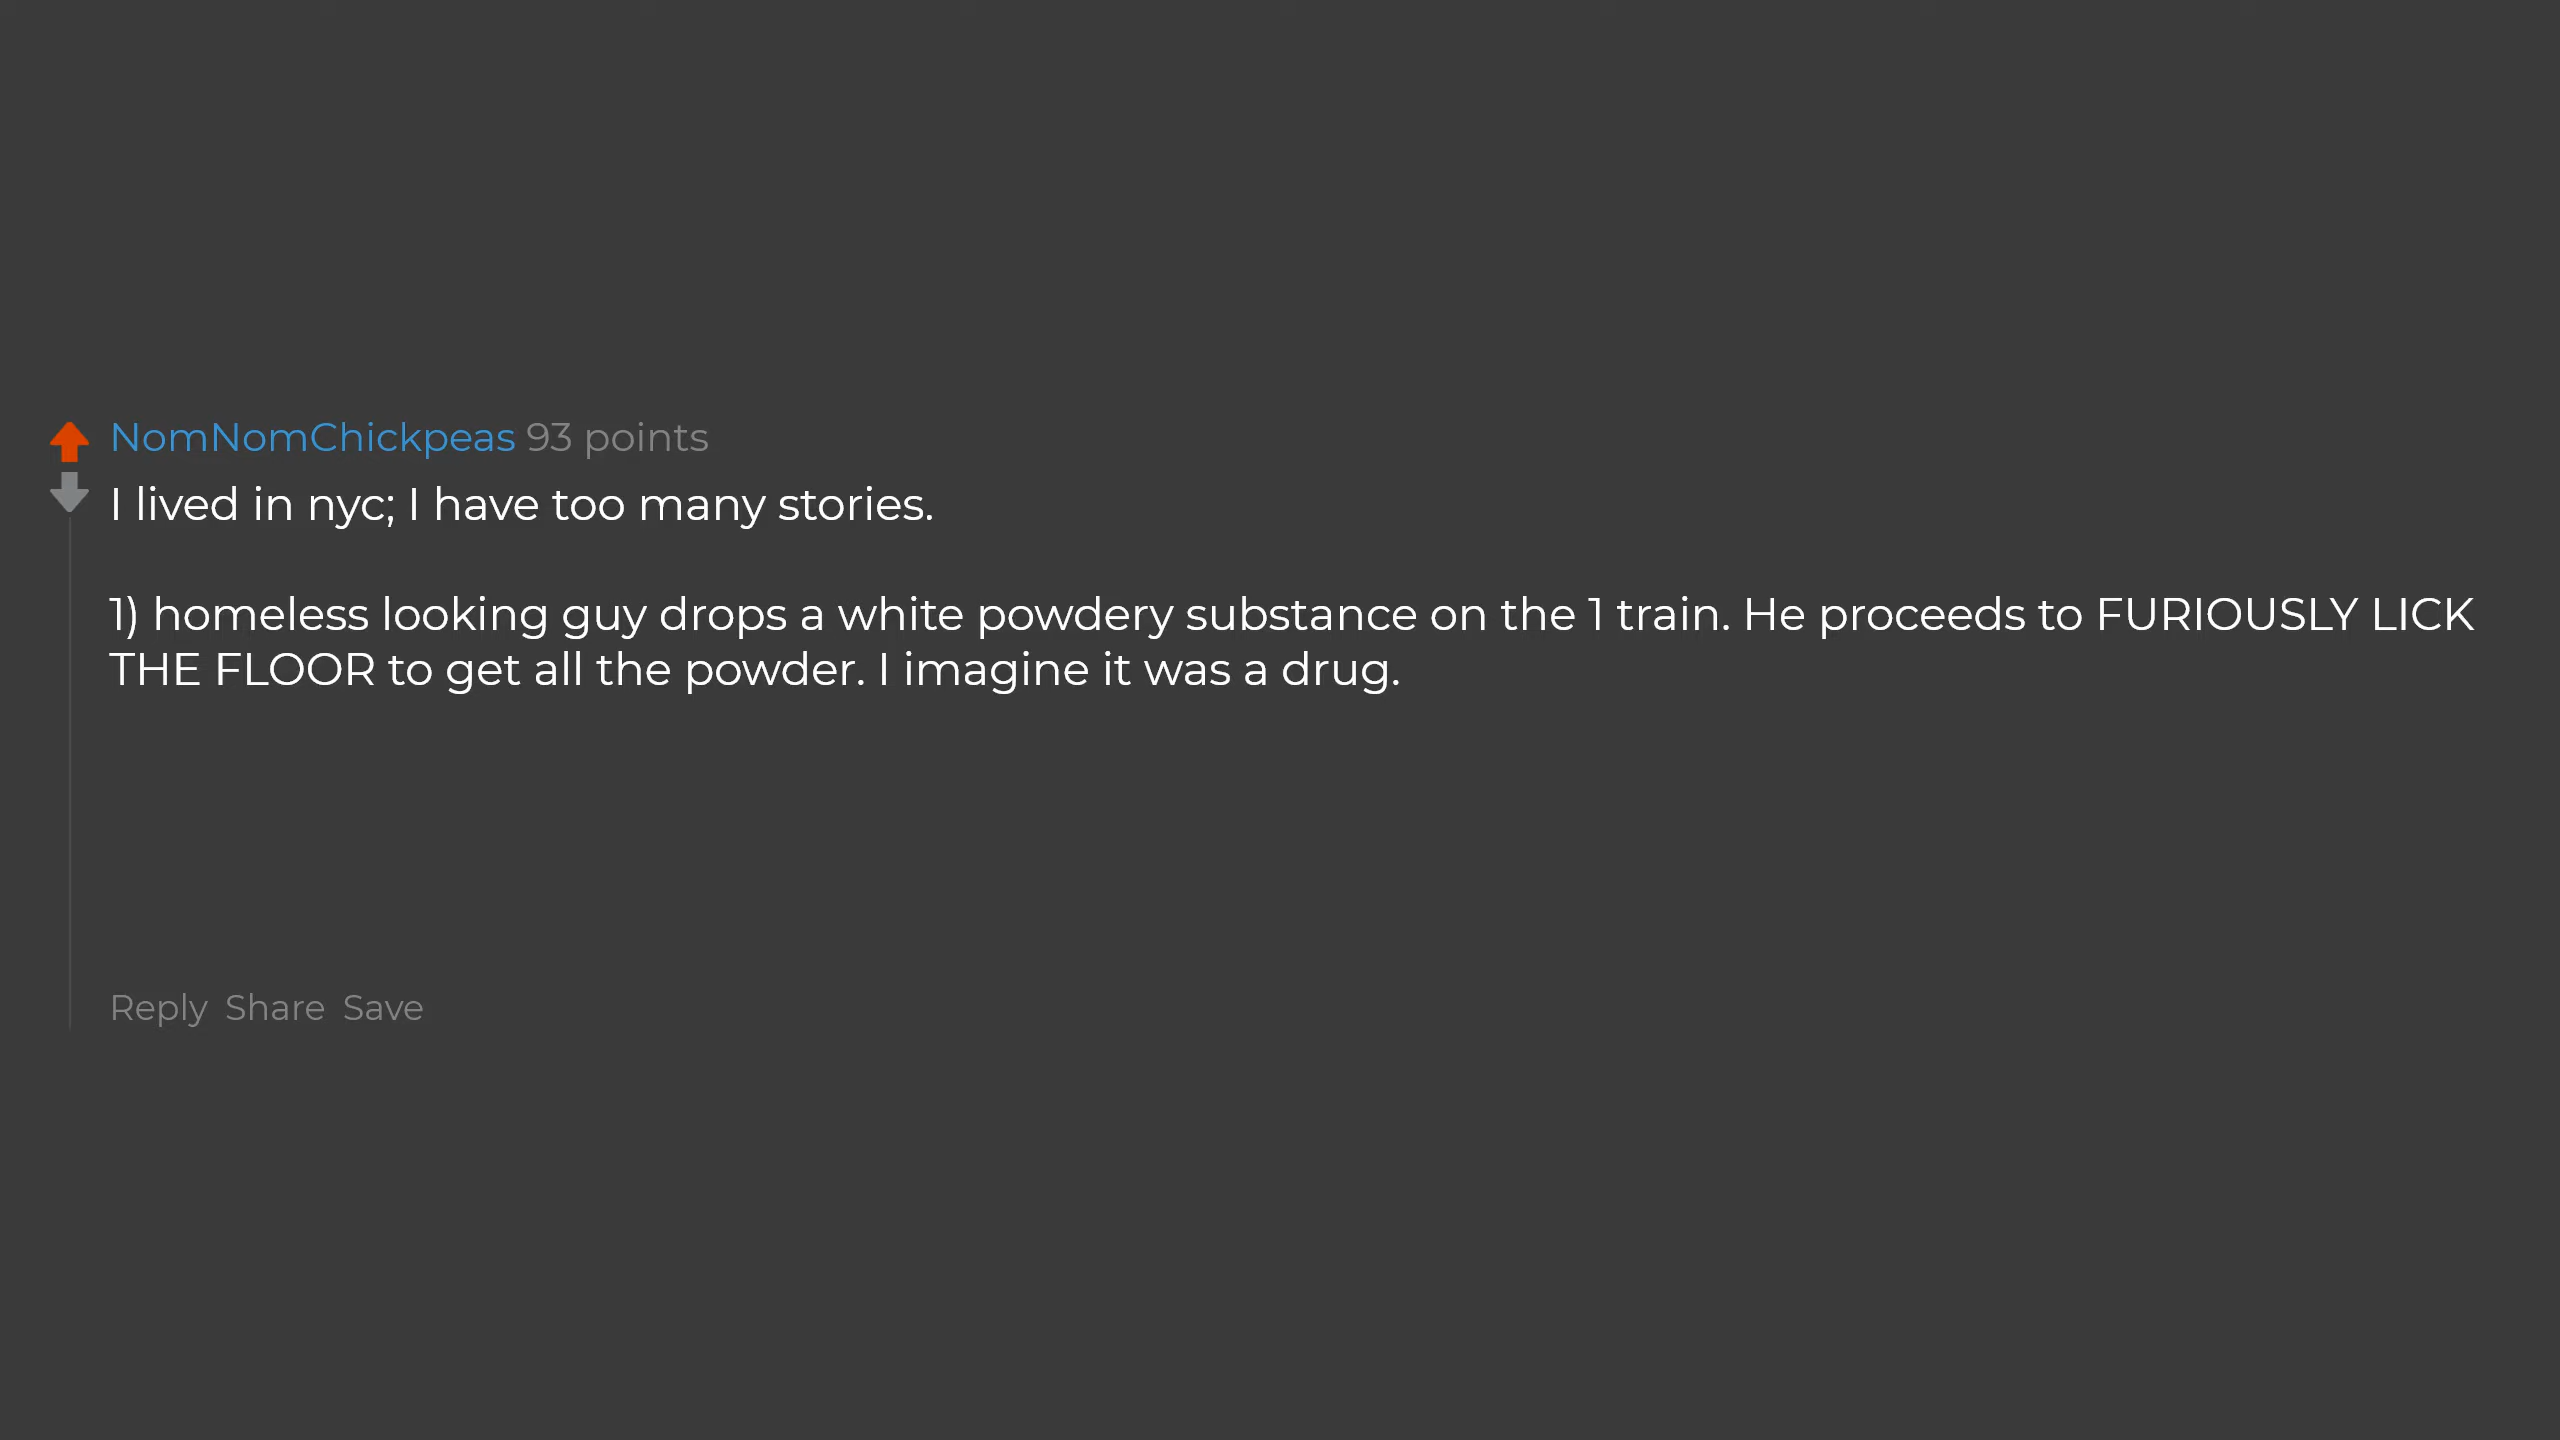 NomNomChickpeas 93 points
I lived in nyc; I have too many stories.
1) homeless looking guy drops a white powdery substance on the 1 train. He proceeds to FURIOUSLY LICK
THE FLOOR to get all the powder. I imagine it was a drug.
Reply Share Save